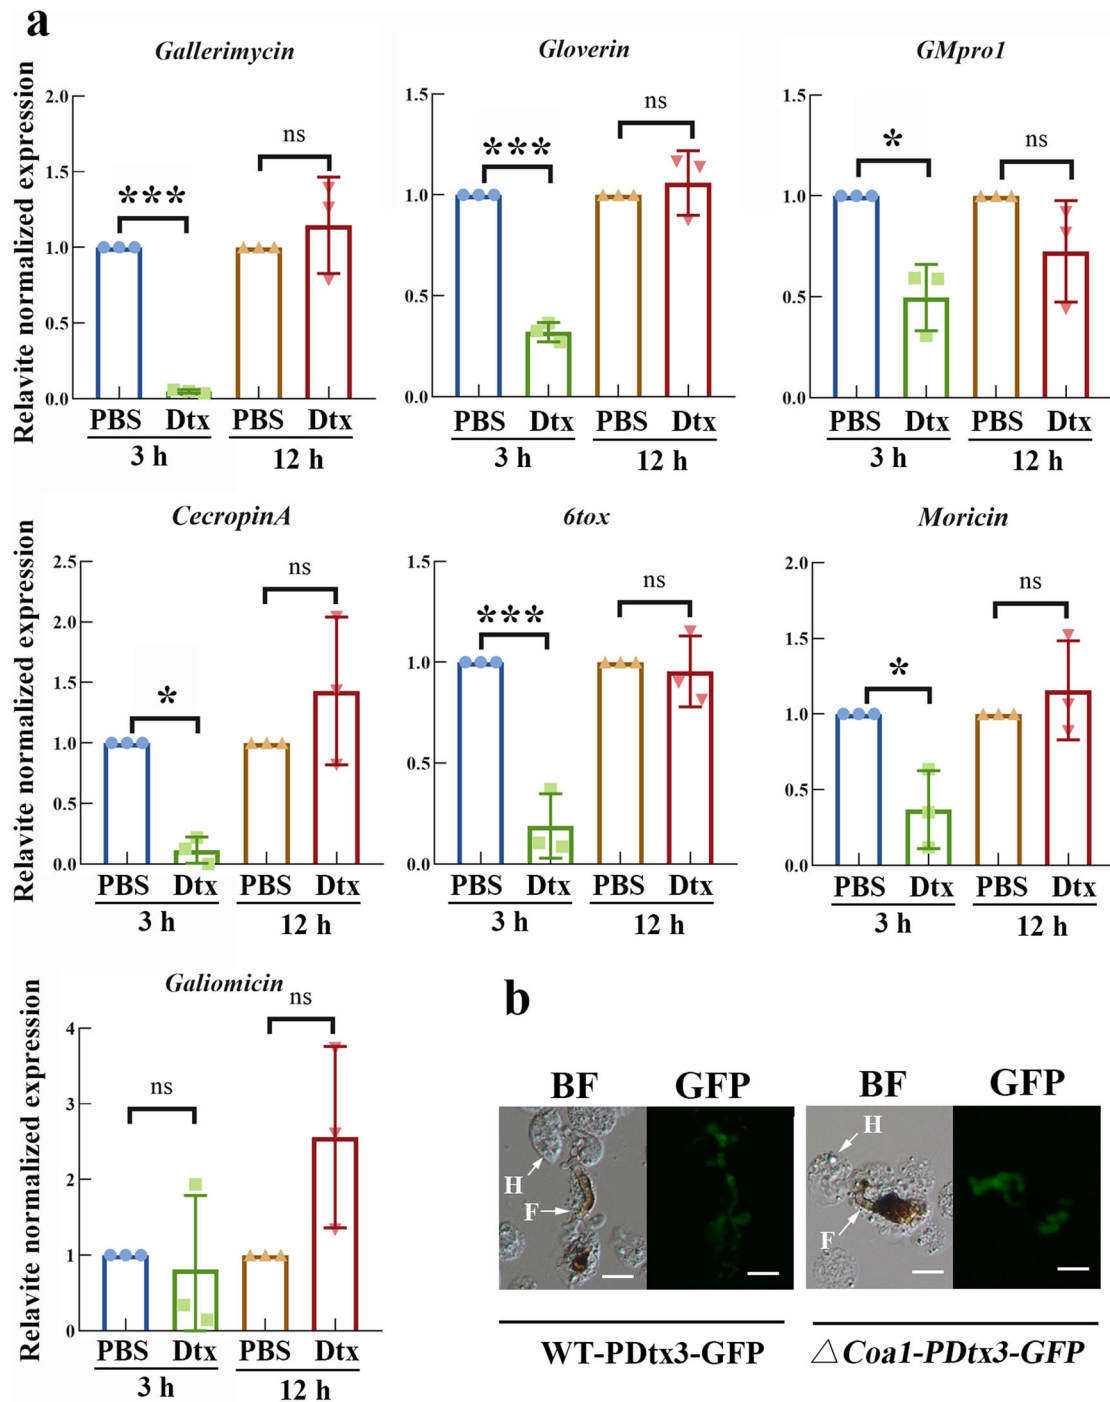 a
Gallerimycin
Relavite normalized expression
2.0
1.5
1.0
0.5
0.0
***
ns
PBS Dtx PBS Dtx
3 h 12 h
Gloverin
1.5
1.0
0.5
0.0
***
ns
PBS Dtx PBS Dtx
3 h 12 h
GMpro1
1.5
1.0
0.5
0.0
*
ns
PBS Dtx PBS Dtx
3 h 12 h
CecropinA
Relavite normalized expression
2.5
2.0
1.5
1.0
0.5
0.0
*
ns
PBS Dtx PBS Dtx
3 h 12 h
6tox
1.5
1.0
0.5
0.0
***
ns
PBS Dtx PBS Dtx
3 h 12 h
Moricin
2.0
1.5
1.0
0.5
0.0
*
ns
PBS Dtx PBS Dtx
3 h 12 h
Galiomicin
Relavite normalized expression
4
3
2
1
0
ns
ns
PBS Dtx PBS Dtx
3 h 12 h
b
BF GFP BF GFP
H
F
H
F
WT-PDtx3-GFP
△Coa1-PDtx3-GFP